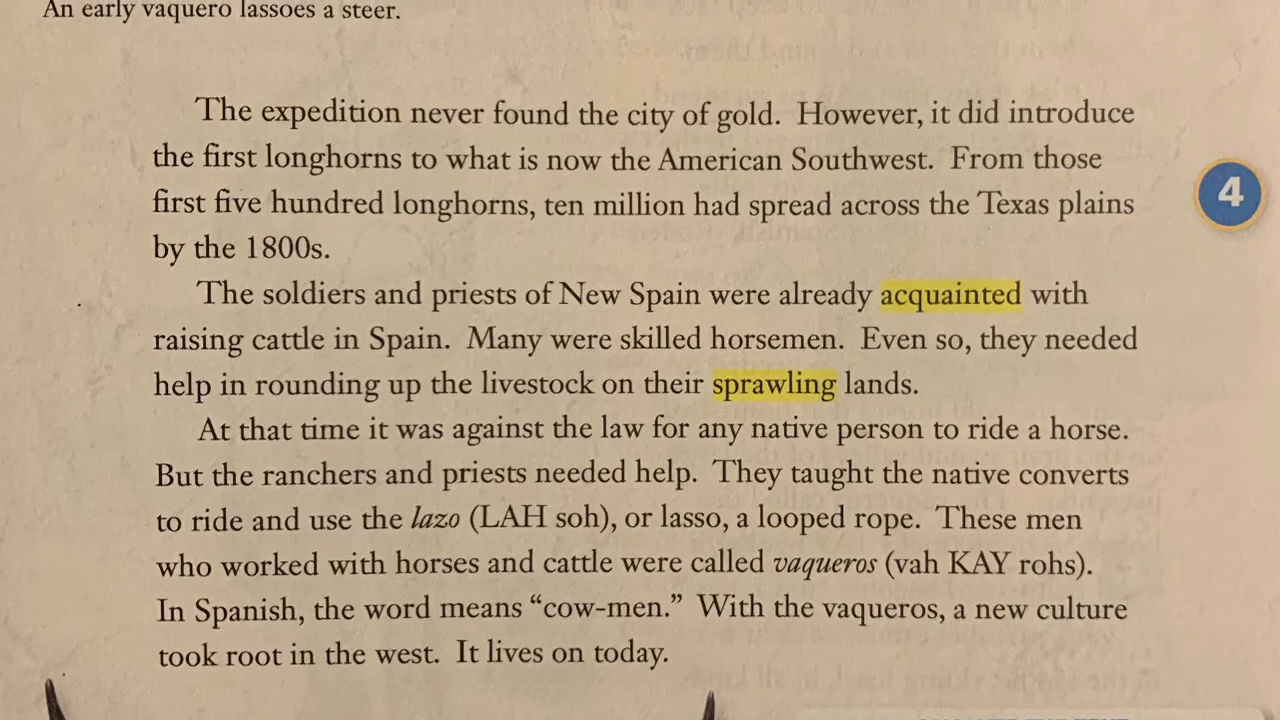 An early vaquero lassoes a steer.
The expedition never found the city of gold. However, it did introduce
the first longhorns to what is now the American Southwest. From those
first five hundred longhorns, ten million had spread across the Texas plains
by the 1800s.
4
The soldiers and priests of New Spain were already acquainted with
raising cattle in Spain. Many were skilled horsemen. Even so, they needed
help in rounding up the livestock on their sprawling lands.
At that time it was against the law for any native person to ride a horse.
But the ranchers and priests needed help. They taught the native converts
to ride and use the lazo (LAH soh), or lasso, a looped rope. These men
who worked with horses and cattle were called vaqueros (vah KAY rohs).
In Spanish, the word means “cow-men.” With the vaqueros, a new culture
took root in the west. It lives on today.